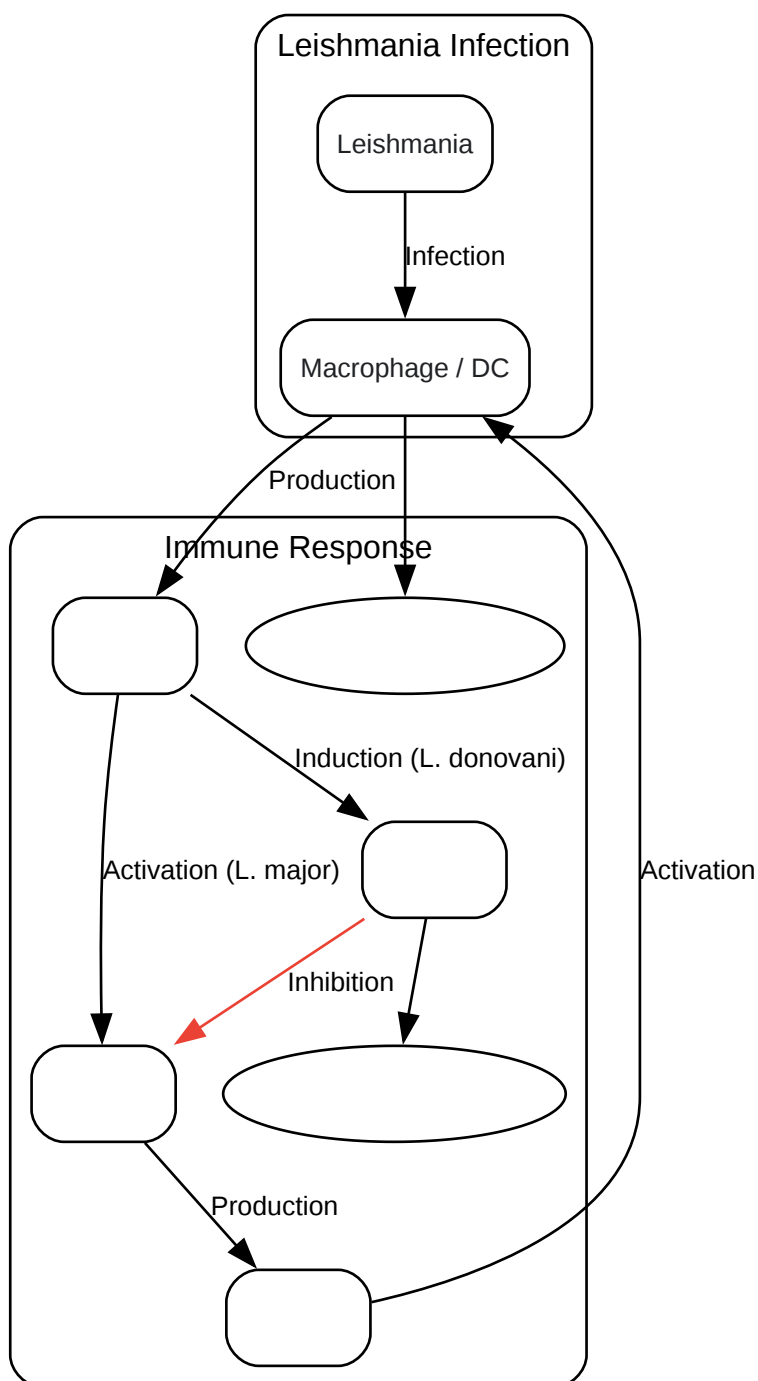 Leishmania Infection
Leishmania
Infection
Macrophage / DC
Production
Immune Response
Induction (L. donovani)
Activation (L. major)
Activation
Inhibition
Production